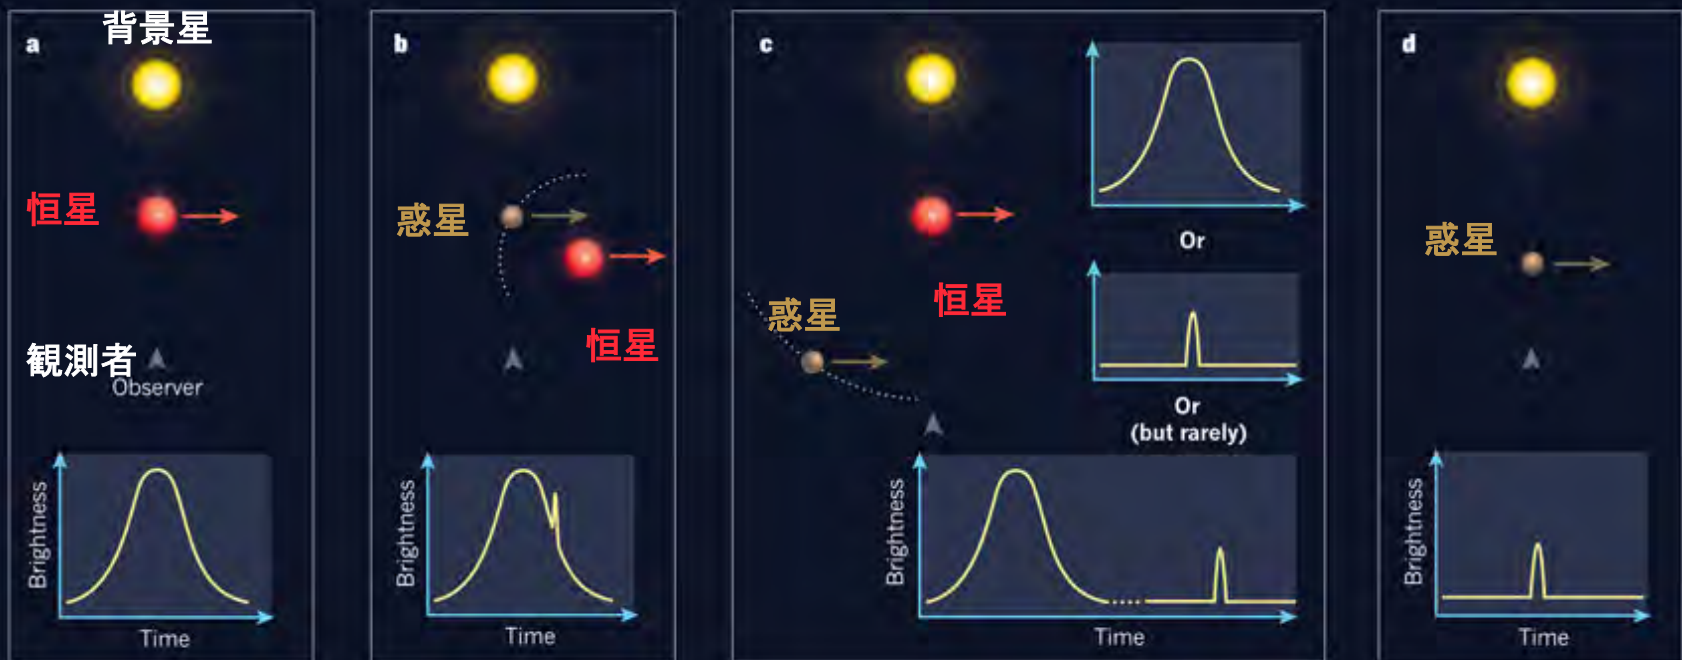 a
背景星
恒星
観測者
Observer
Brightness
Time
b
惑星
恒星
Brightness
Time
c
惑星
恒星
Or
Or
(but rarely)
Brightness
Time
d
惑星
Brightness
Time